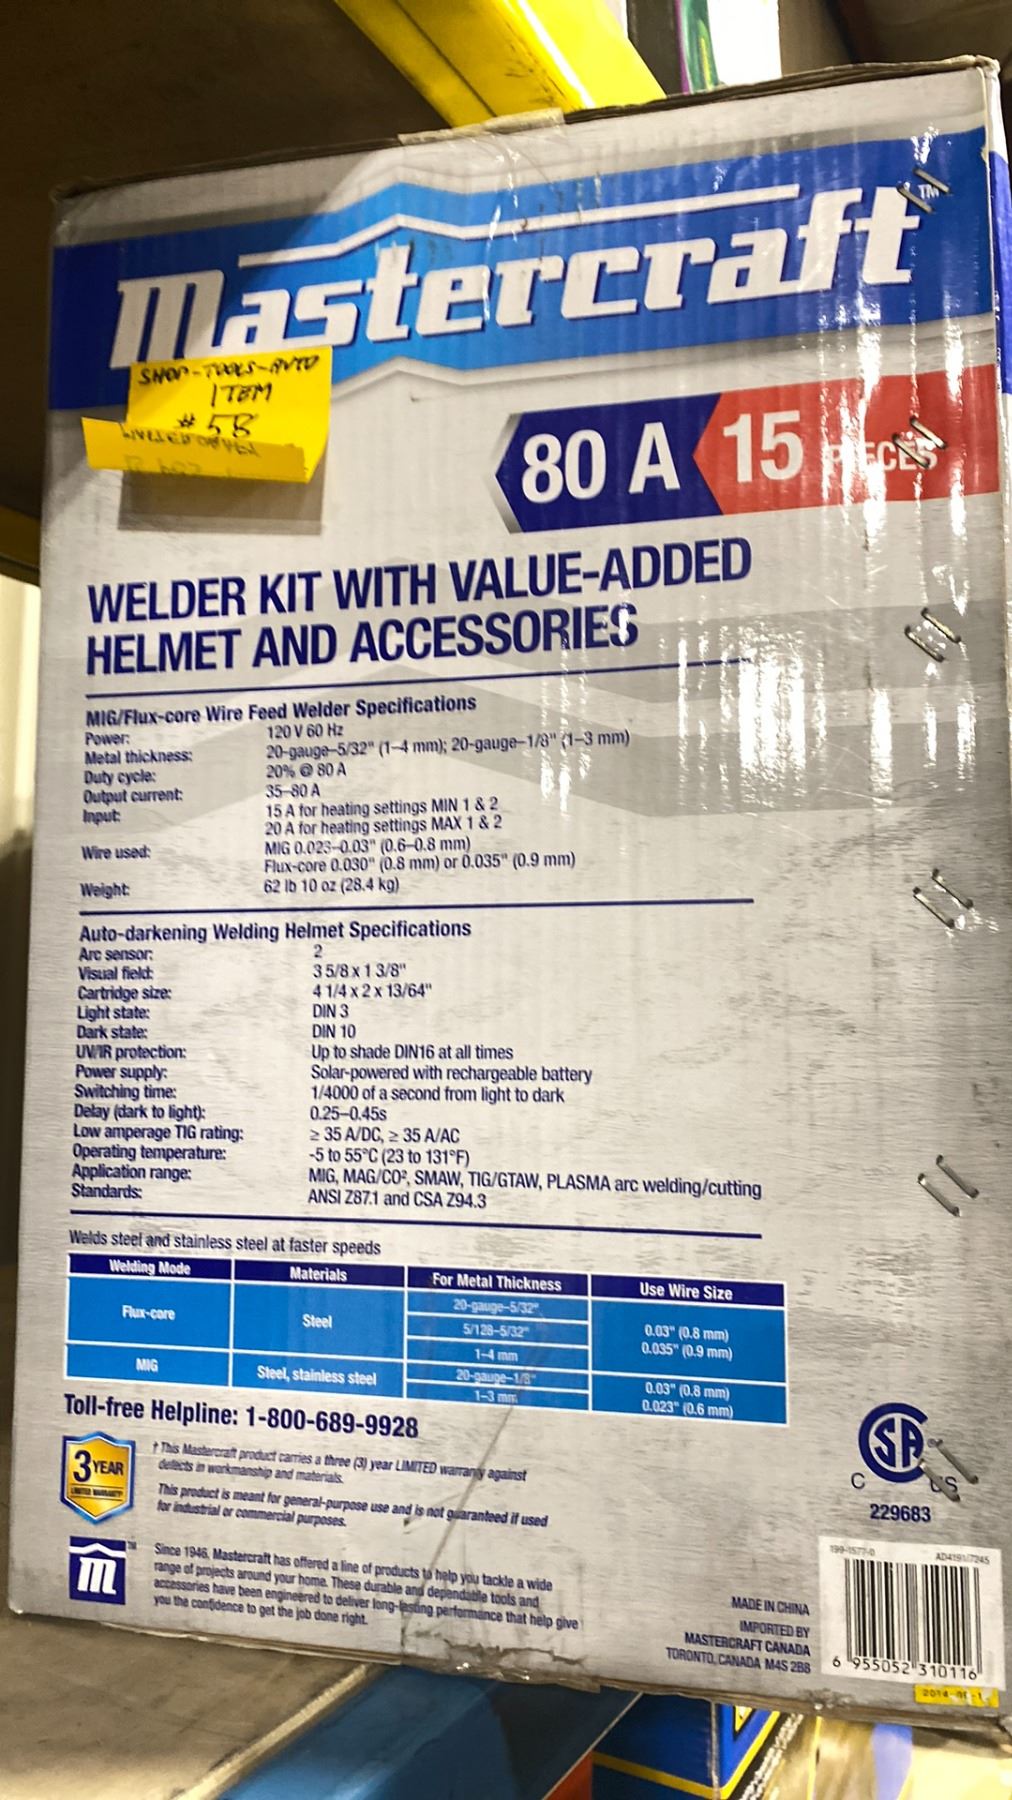 Mastercraft™
SHOP-TOOLS-AUTO
ITEM
#58
80 A
15
PIECES
WELDER KIT WITH VALUE-ADDED
HELMET AND ACCESSORIES
MIG/Flux-core Wire Feed Welder Specifications
Power: 120 V 60 Hz
Metal thickness: 20-gauge–5/32" (1–4 mm); 20-gauge–1/8" (1–3 mm)
Duty cycle: 20% @ 80 A
Output current: 35–80 A
Input: 15 A for heating settings MIN 1 & 2
20 A for heating settings MAX 1 & 2
Wire used: MIG 0.023–0.03" (0.6–0.8 mm)
Flux-core 0.030" (0.8 mm) or 0.035" (0.9 mm)
Weight: 62 lb 10 oz (28.4 kg)
Auto-darkening Welding Helmet Specifications
Arc sensor: 2
Visual field: 3 5/8 x 1 3/8"
Cartridge size: 4 1/4 x 2 x 13/64"
Light state: DIN 3
Dark state: DIN 10
UV/IR protection: Up to shade DIN16 at all times
Power supply: Solar-powered with rechargeable battery
Switching time: 1/4000 of a second from light to dark
Delay (dark to light): 0.25–0.45s
Low amperage TIG rating: ≥ 35 A/DC, ≥ 35 A/AC
Operating temperature: -5 to 55°C (23 to 131°F)
Application range: MIG, MAG/CO², SMAW, TIG/GTAW, PLASMA arc welding/cutting
Standards: ANSI Z87.1 and CSA Z94.3
Welds steel and stainless steel at faster speeds
Welding Mode Materials For Metal Thickness Use Wire Size
Flux-core Steel 20-gauge–5/32"
5/128–5/32" 0.03" (0.8 mm)
1–4 mm 0.035" (0.9 mm)
MIG Steel, stainless steel 20-gauge–1/8" 0.03" (0.8 mm)
1–3 mm 0.023" (0.6 mm)
Toll-free Helpline: 1-800-689-9928
3 YEAR
LIMITED WARRANTY†
† This Mastercraft product carries a three (3) year LIMITED warranty against
defects in workmanship and materials.
This product is meant for general-purpose use and is not guaranteed if used
for industrial or commercial purposes.
m™
Since 1946, Mastercraft has offered a line of products to help you tackle a wide
range of projects around your home. These durable and dependable tools and
accessories have been engineered to deliver long-lasting performance that help give
you the confidence to get the job done right.
CSA®
C US
229683
MADE IN CHINA
IMPORTED BY
MASTERCRAFT CANADA
TORONTO, CANADA M4S 2B8
199-1577-0 AD4191/7245
6 955052 310116